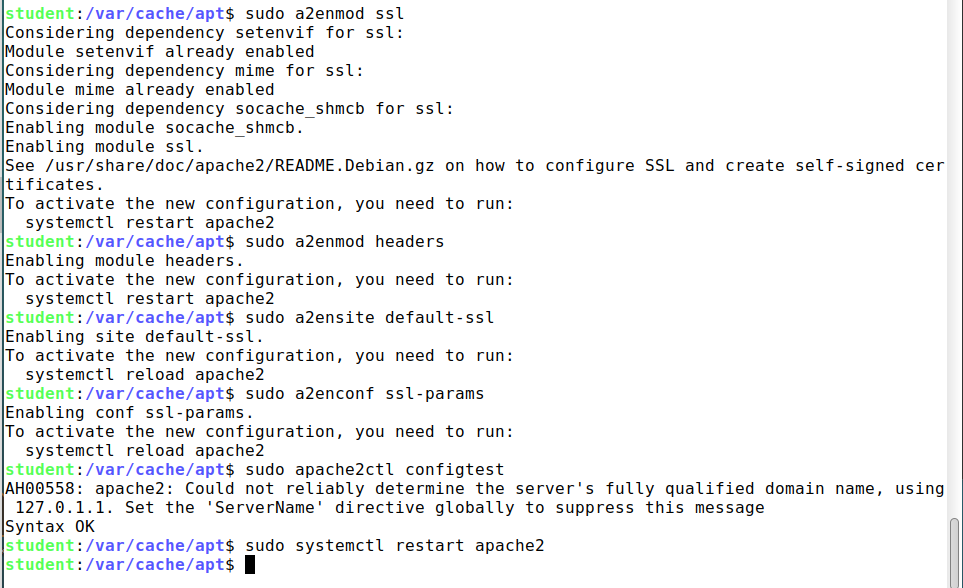 student:/var/cache/apt$ sudo a2enmod ssl
Considering dependency setenvif for ssl:
Module setenvif already enabled
Considering dependency mime for ssl:
Module mime already enabled
Considering dependency socache_shmcb for ssl:
Enabling module socache_shmcb.
Enabling module ssl.
See /usr/share/doc/apache2/README.Debian.gz on how to configure SSL and create self-signed cer
tificates.
To activate the new configuration, you need to run:
  systemctl restart apache2
student:/var/cache/apt$ sudo a2enmod headers
Enabling module headers.
To activate the new configuration, you need to run:
  systemctl restart apache2
student:/var/cache/apt$ sudo a2ensite default-ssl
Enabling site default-ssl.
To activate the new configuration, you need to run:
  systemctl reload apache2
student:/var/cache/apt$ sudo a2enconf ssl-params
Enabling conf ssl-params.
To activate the new configuration, you need to run:
  systemctl reload apache2
student:/var/cache/apt$ sudo apache2ctl configtest
AH00558: apache2: Could not reliably determine the server's fully qualified domain name, using
 127.0.1.1. Set the 'ServerName' directive globally to suppress this message
Syntax OK
student:/var/cache/apt$ sudo systemctl restart apache2
student:/var/cache/apt$